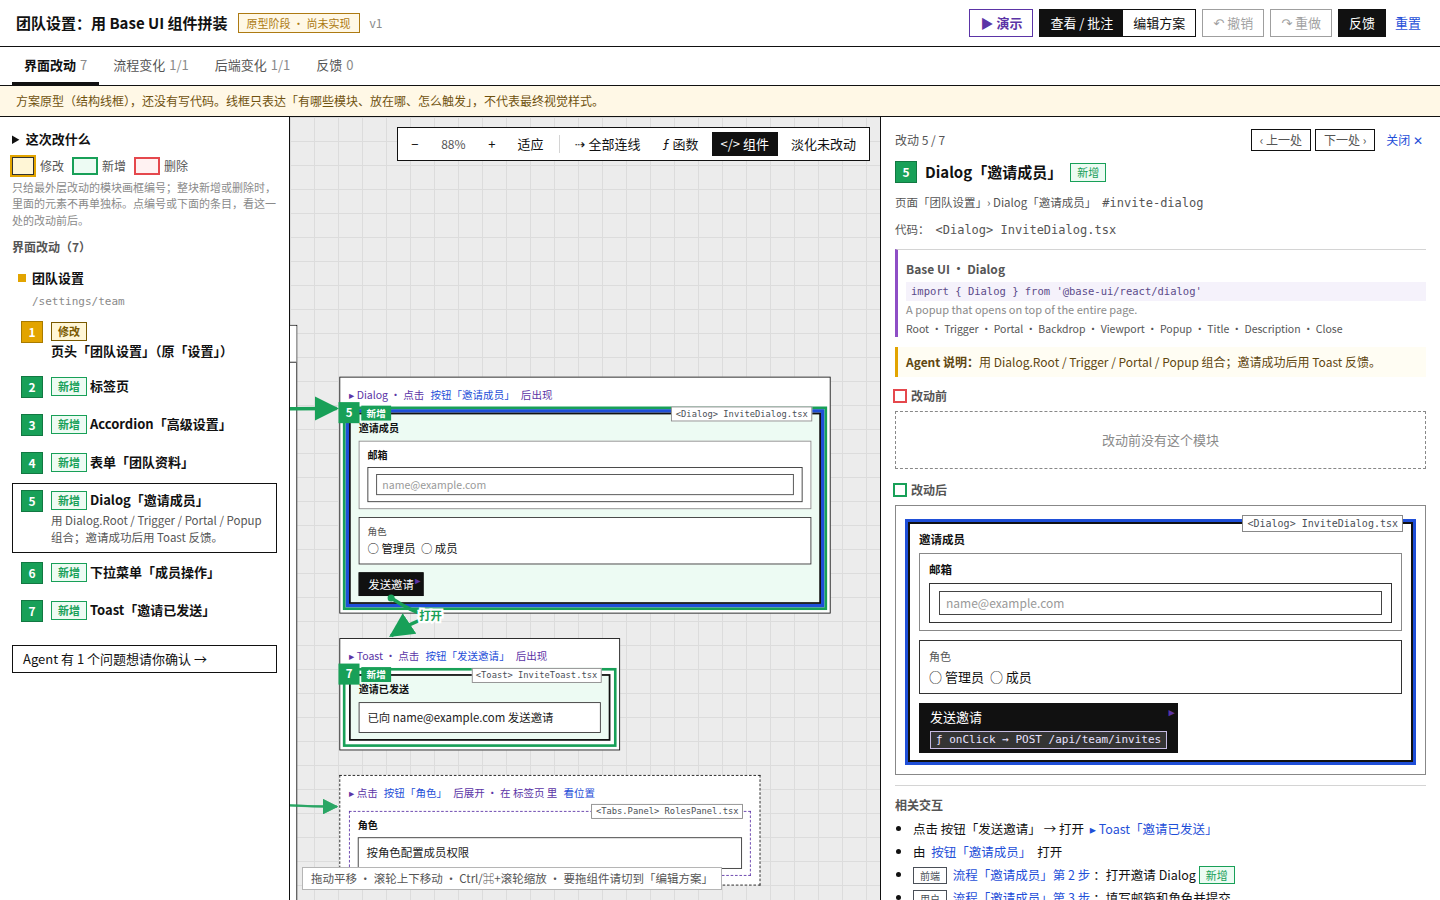 团队设置：用 Base UI 组件拼装
原型阶段 · 尚未实现
v1
▶ 演示
查看 / 批注
编辑方案
↶ 撤销
↷ 重做
反馈
重置
界面改动 7
流程变化 1/1
后端变化 1/1
反馈 0
方案原型（结构线框），还没有写代码。线框只表达「有哪些模块、放在哪、怎么触发」，不代表最终视觉样式。
▶ 这次改什么
修改
新增
删除
只给最外层改动的模块画框编号；整块新增或删除时，
里面的元素不再单独标。点编号或下面的条目，看这一
处的改动前后。
界面改动（7）
团队设置
/settings/team
1
修改
页头「团队设置」（原「设置」）
2
新增 标签页
3
新增 Accordion「高级设置」
4
新增 表单「团队资料」
5
新增 Dialog「邀请成员」
用 Dialog.Root / Trigger / Portal / Popup
组合；邀请成功后用 Toast 反馈。
6
新增 下拉菜单「成员操作」
7
新增 Toast「邀请已发送」
Agent 有 1 个问题想请你确认 →
−
88%
+
适应
⇢ 全部连线
ƒ 函数
</> 组件
淡化未改动
▸ Dialog · 点击 按钮「邀请成员」 后出现
5
新增
<Dialog> InviteDialog.tsx
邀请成员
邮箱
name@example.com
角色
管理员
成员
发送邀请
打开
▸ Toast · 点击 按钮「发送邀请」 后出现
7
新增
<Toast> InviteToast.tsx
邀请已发送
已向 name@example.com 发送邀请
▸ 点击 按钮「角色」 后展开 · 在 标签页 里 看位置
<Tabs.Panel> RolesPanel.tsx
角色
按角色配置成员权限
拖动平移 · 滚轮上下移动 · Ctrl/⌘+滚轮缩放 · 要拖组件请切到「编辑方案」
改动 5 / 7
‹ 上一处
下一处 ›
关闭 ✕
5
Dialog「邀请成员」
新增
页面「团队设置」 › Dialog「邀请成员」 #invite-dialog
代码： <Dialog> InviteDialog.tsx
Base UI · Dialog
import { Dialog } from '@base-ui/react/dialog'
A popup that opens on top of the entire page.
Root · Trigger · Portal · Backdrop · Viewport · Popup · Title · Description · Close
Agent 说明：用 Dialog.Root / Trigger / Portal / Popup 组合；邀请成功后用 Toast 反馈。
改动前
改动前没有这个模块
改动后
<Dialog> InviteDialog.tsx
邀请成员
邮箱
name@example.com
角色
管理员
成员
发送邀请
ƒ onClick → POST /api/team/invites
相关交互
点击 按钮「发送邀请」 → 打开 ▸ Toast「邀请已发送」
由 按钮「邀请成员」 打开
前端 流程「邀请成员」第 2 步：打开邀请 Dialog 新增
用户 流程「邀请成员」第 3 步：填写邮箱和角色并提交